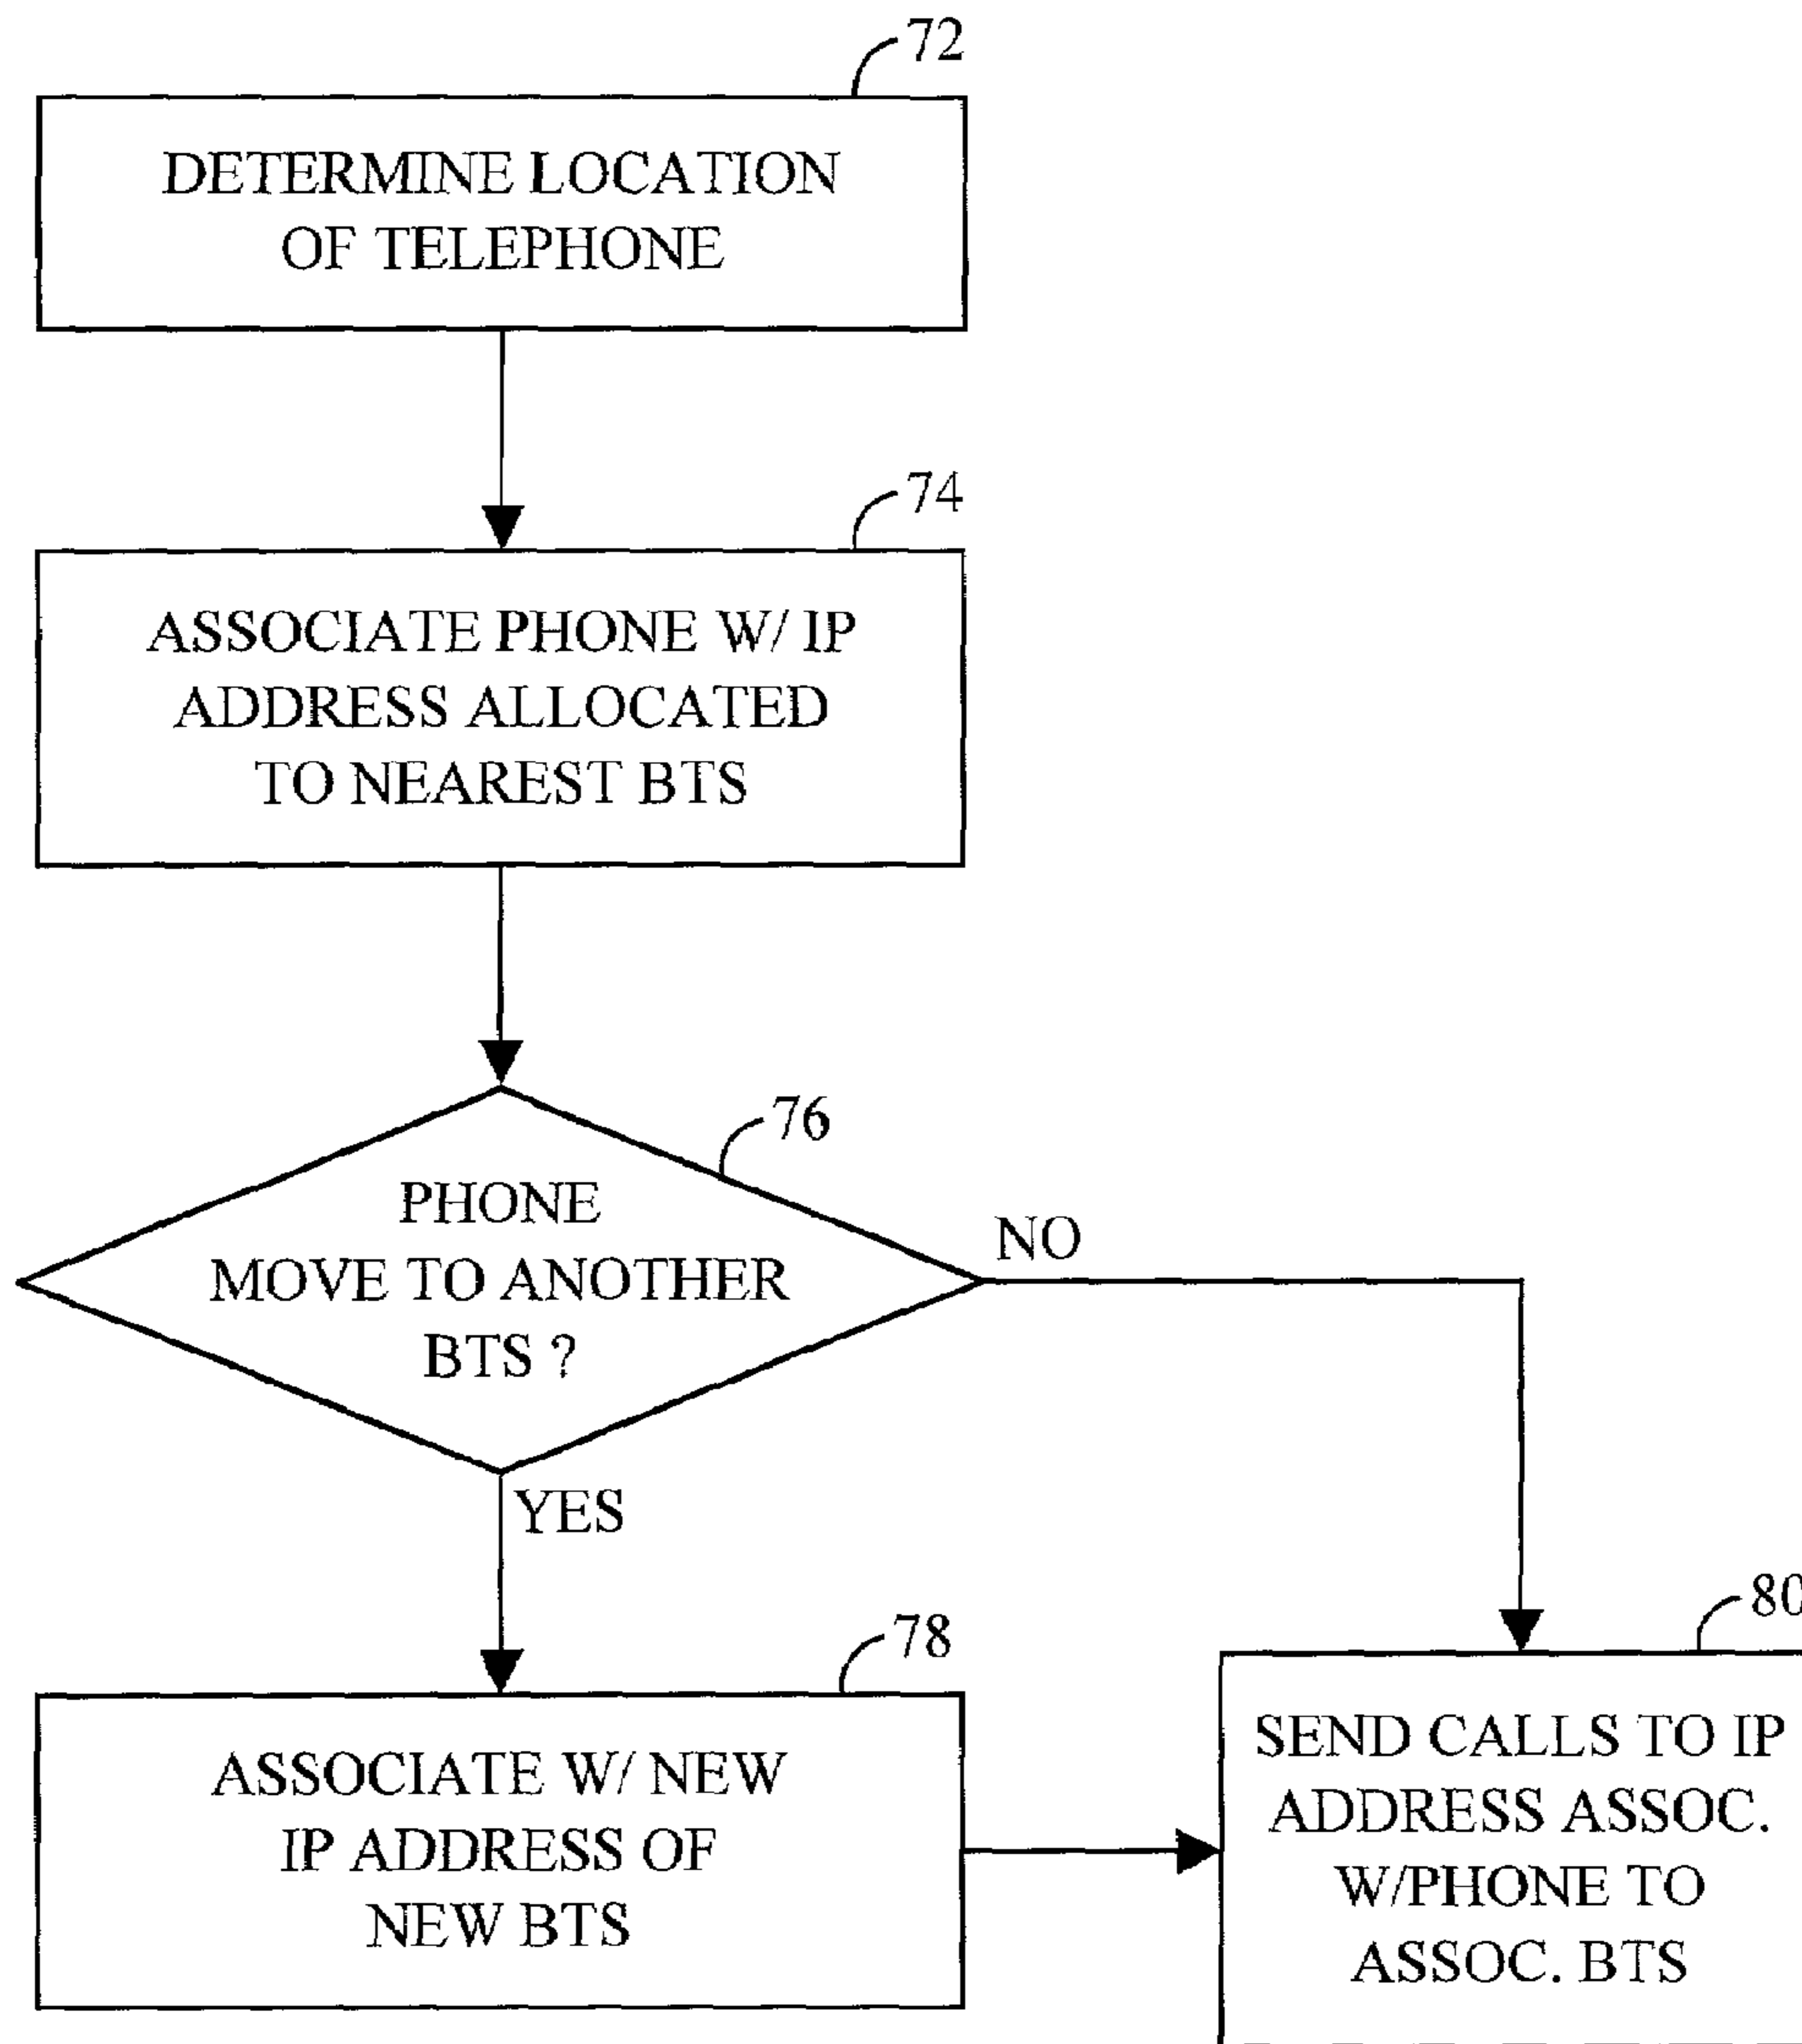 72
DETERMINE LOCATION
OF TELEPHONE
74
ASSOCIATE PHONE W/ IP
ADDRESS ALLOCATED
TO NEAREST BTS
76
PHONE
MOVE TO ANOTHER
BTS ?
NO
YES
78
ASSOCIATE W/ NEW
IP ADDRESS OF
NEW BTS
80
SEND CALLS TO IP
ADDRESS ASSOC.
W/PHONE TO
ASSOC. BTS